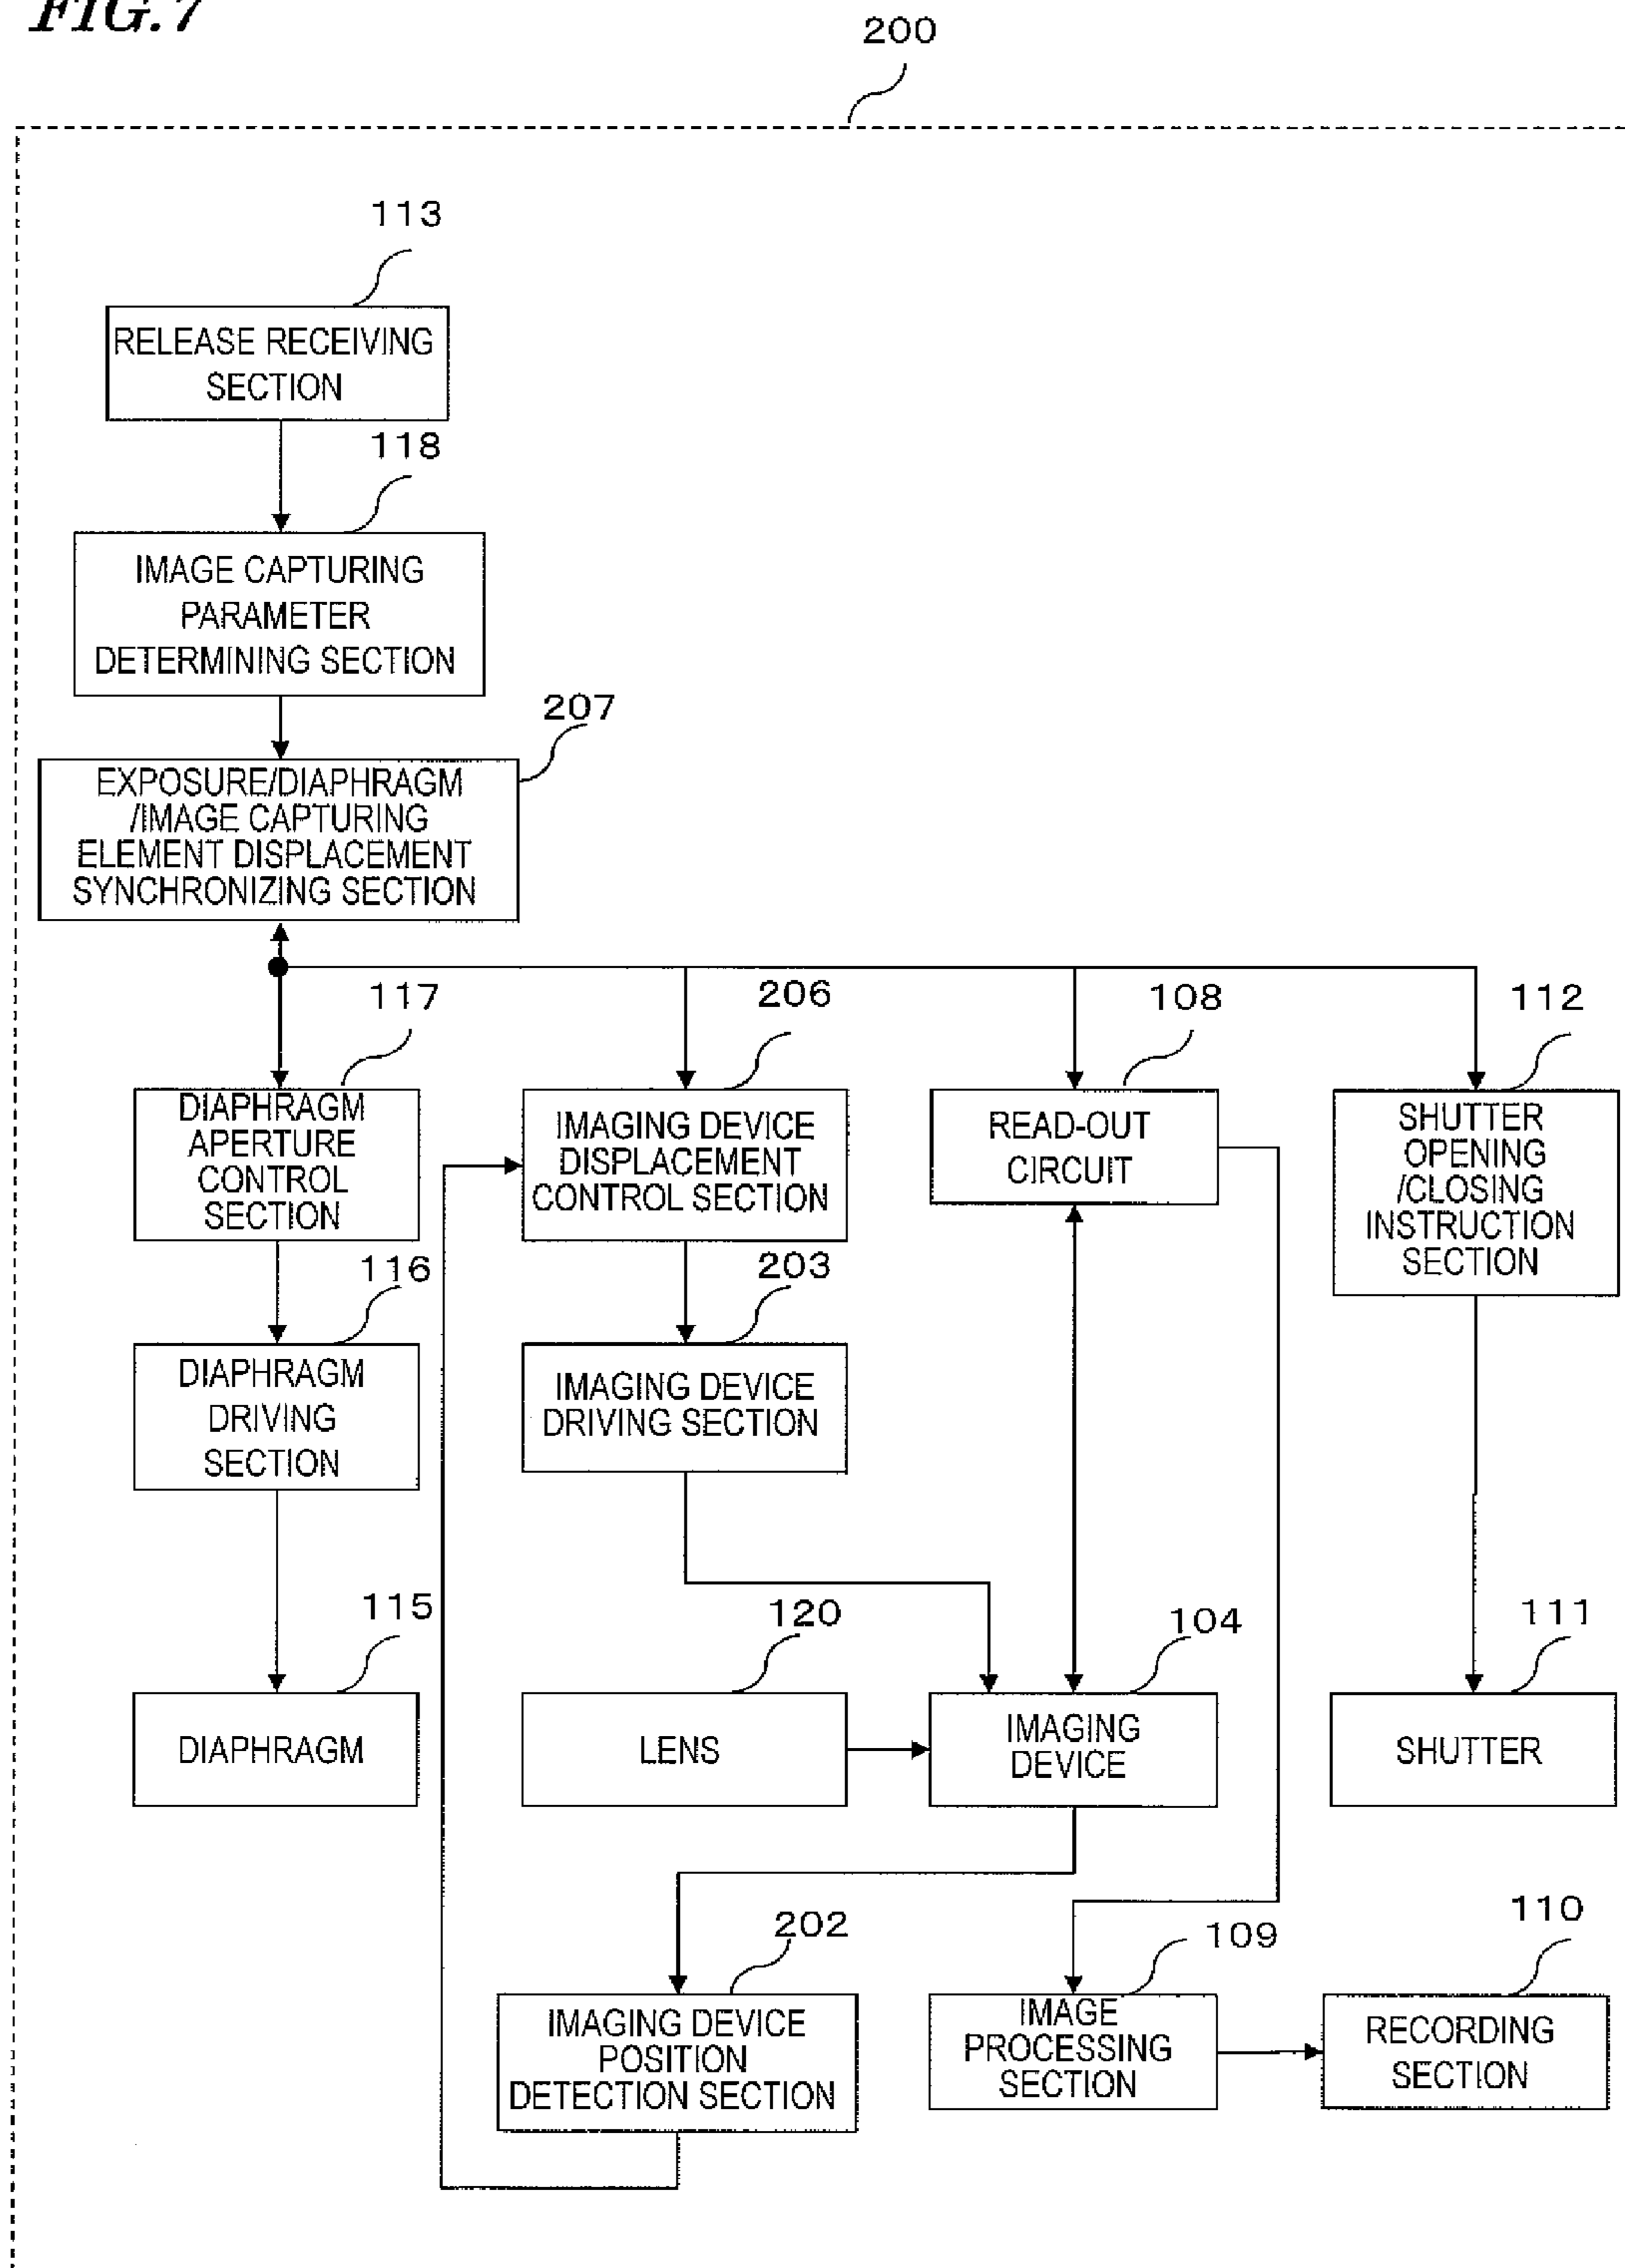 FIG. 7
200
113
RELEASE RECEIVING
SECTION
118
IMAGE CAPTURING
PARAMETER
DETERMINING SECTION
207
EXPOSURE/DIAPHRAGM
/IMAGE CAPTURING
ELEMENT DISPLACEMENT
SYNCHRONIZING SECTION
117
DIAPHRAGM
APERTURE
CONTROL
SECTION
206
IMAGING DEVICE
DISPLACEMENT
CONTROL SECTION
108
READ-OUT
CIRCUIT
112
SHUTTER
OPENING
/CLOSING
INSTRUCTION
SECTION
116
DIAPHRAGM
DRIVING
SECTION
203
IMAGING DEVICE
DRIVING SECTION
115
DIAPHRAGM
120
LENS
104
IMAGING
DEVICE
111
SHUTTER
202
IMAGING DEVICE
POSITION
DETECTION SECTION
109
IMAGE
PROCESSING
SECTION
110
RECORDING
SECTION